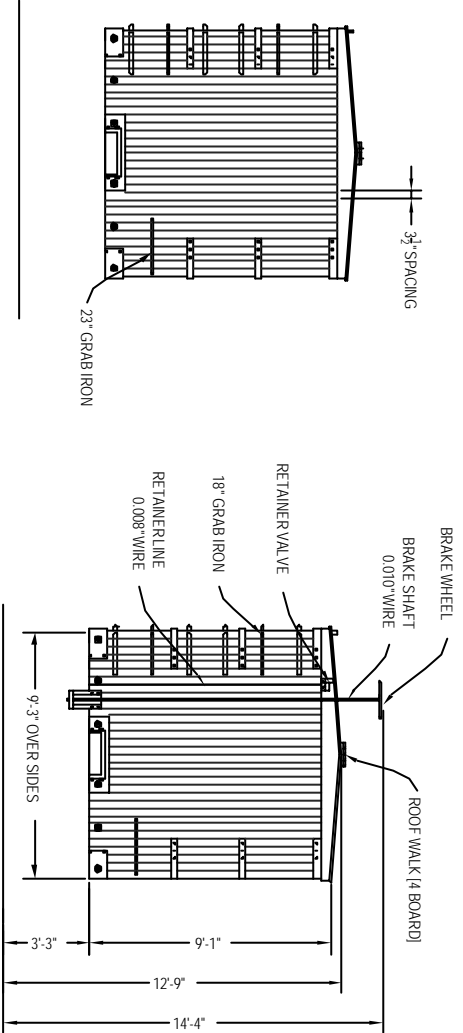 3½" SPACING
23" GRAB IRON
BRAKE WHEEL
BRAKE SHAFT
0.010" WIRE
RETAINER VALVE
18" GRAB IRON
RETAINER LINE
0.008" WIRE
ROOF WALK [4 BOARD]
9'-3" OVER SIDES
3'-3"
9'-1"
12'-9"
14'-4"